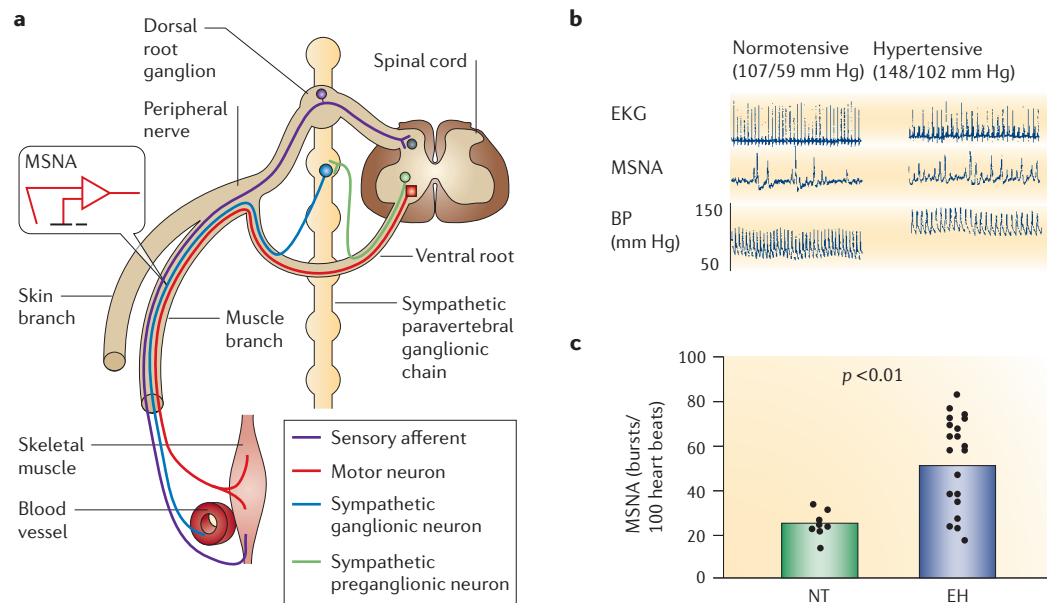 a
Dorsal
root
ganglion
Spinal cord
Peripheral
nerve
MSNA
Ventral root
Skin
branch
Muscle
branch
Sympathetic
paravertebral
ganglionic
chain
Skeletal
muscle
Blood
vessel
Sensory afferent
Motor neuron
Sympathetic
ganglionic neuron
Sympathetic
preganglionic neuron
b
Normotensive
(107/59 mm Hg)
Hypertensive
(148/102 mm Hg)
EKG
MSNA
BP
(mm Hg)
150
50
c
MSNA (bursts/
100 heart beats)
100
80
60
40
20
0
p <0.01
NT
EH